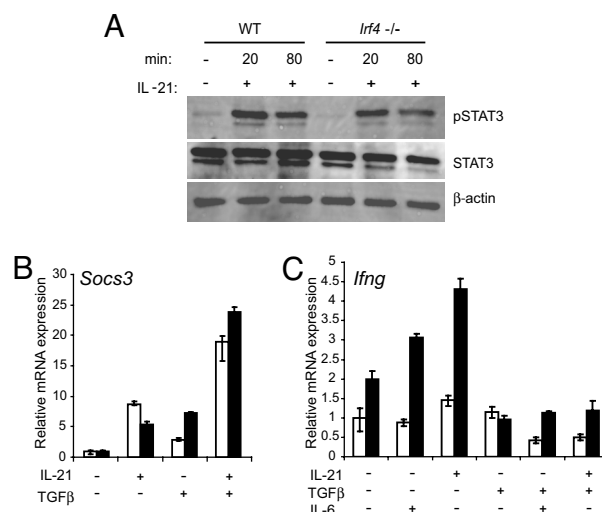 A
WT Irf4 -/-
min: - 20 80 - 20 80
IL -21: + + + +
pSTAT3
STAT3
β-actin
B
Socs3
Relative mRNA expression
30
25
20
15
10
5
0
IL-21 - + - +
TGFβ - - + +
C
Ifng
Relative mRNA expression
5
4.5
4
3.5
3
2.5
2
1.5
1
0.5
0
IL-21 - - + - - +
TGFβ - - - + + +
IL-6 - + - - + -